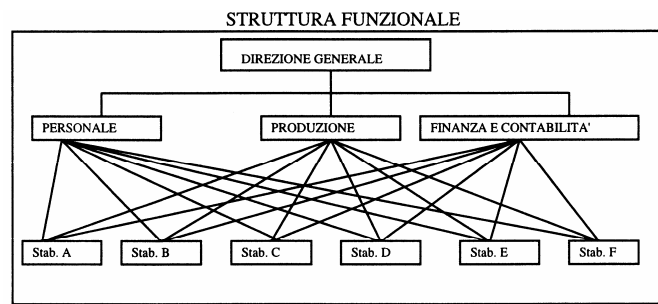 STRUTTURA FUNZIONALE
DIREZIONE GENERALE
PERSONALE
PRODUZIONE
FINANZA E CONTABILITA'
Stab. A
Stab. B
Stab. C
Stab. D
Stab. E
Stab. F